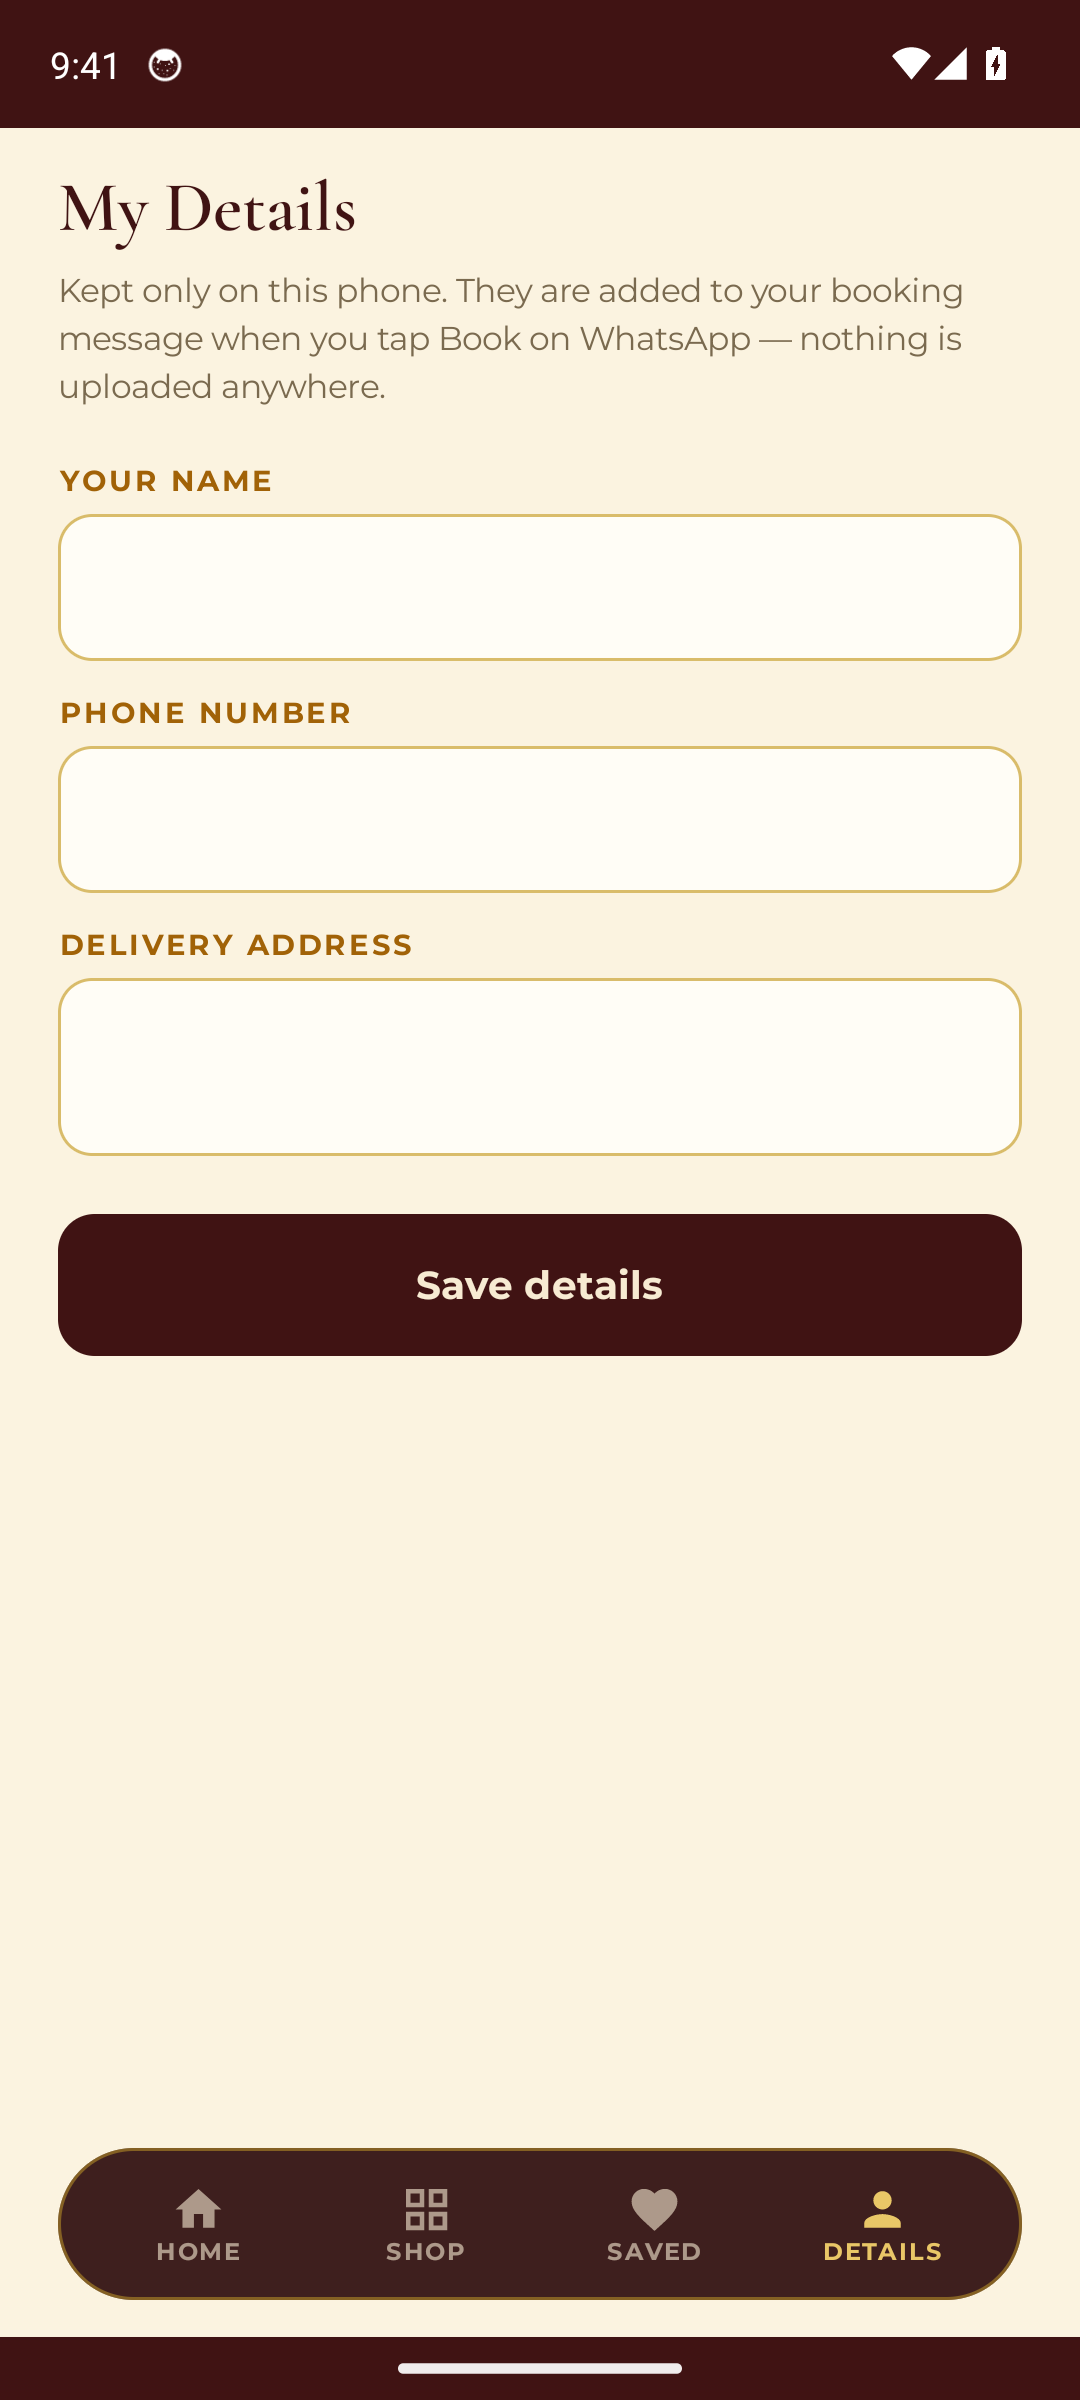 9:41
My Details
Kept only on this phone. They are added to your booking
message when you tap Book on WhatsApp — nothing is
uploaded anywhere.
YOUR NAME
PHONE NUMBER
DELIVERY ADDRESS
Save details
HOME SHOP SAVED DETAILS